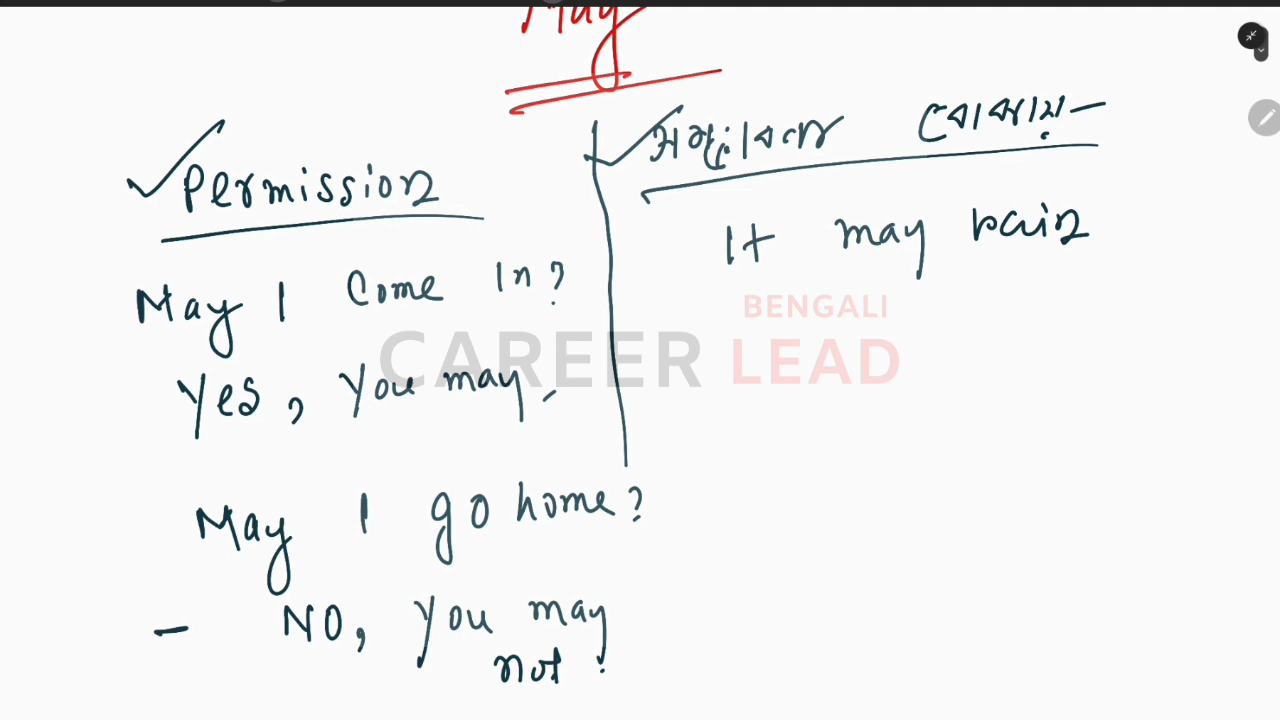 May
✓ Permission
May I Come In?
Yes, you may.
May I go home?
- NO, you may
not.
✓ সম্ভাবনা বোঝায় -
It may rain
BENGALI
CAREER LEAD